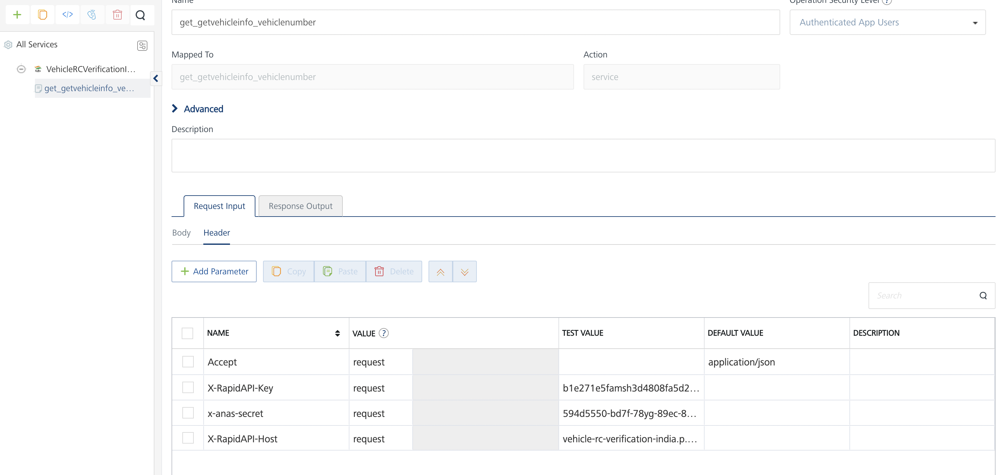 Name
Operation Security Level ?
get_getvehicleinfo_vehiclenumber
Authenticated App Users
All Services
Mapped To
Action
VehicleRCVerificationI...
get_getvehicleinfo_vehiclenumber
service
get_getvehicleinfo_ve...
Advanced
Description
Request Input
Response Output
Body
Header
Add Parameter
Copy
Paste
Delete
Search
NAME VALUE ? TEST VALUE DEFAULT VALUE DESCRIPTION
Accept request application/json
X-RapidAPI-Key request b1e271e5famsh3d4808fa5d2...
x-anas-secret request 594d5550-bd7f-78yg-89ec-8...
X-RapidAPI-Host request vehicle-rc-verification-india.p....